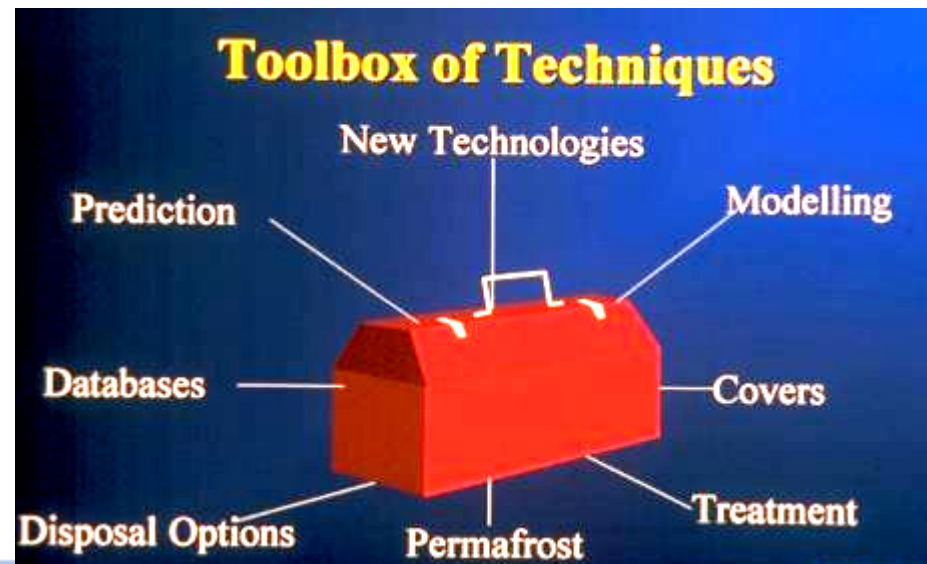 Toolbox of Techniques
New Technologies
Prediction
Modelling
Databases
Covers
Disposal Options
Permafrost
Treatment